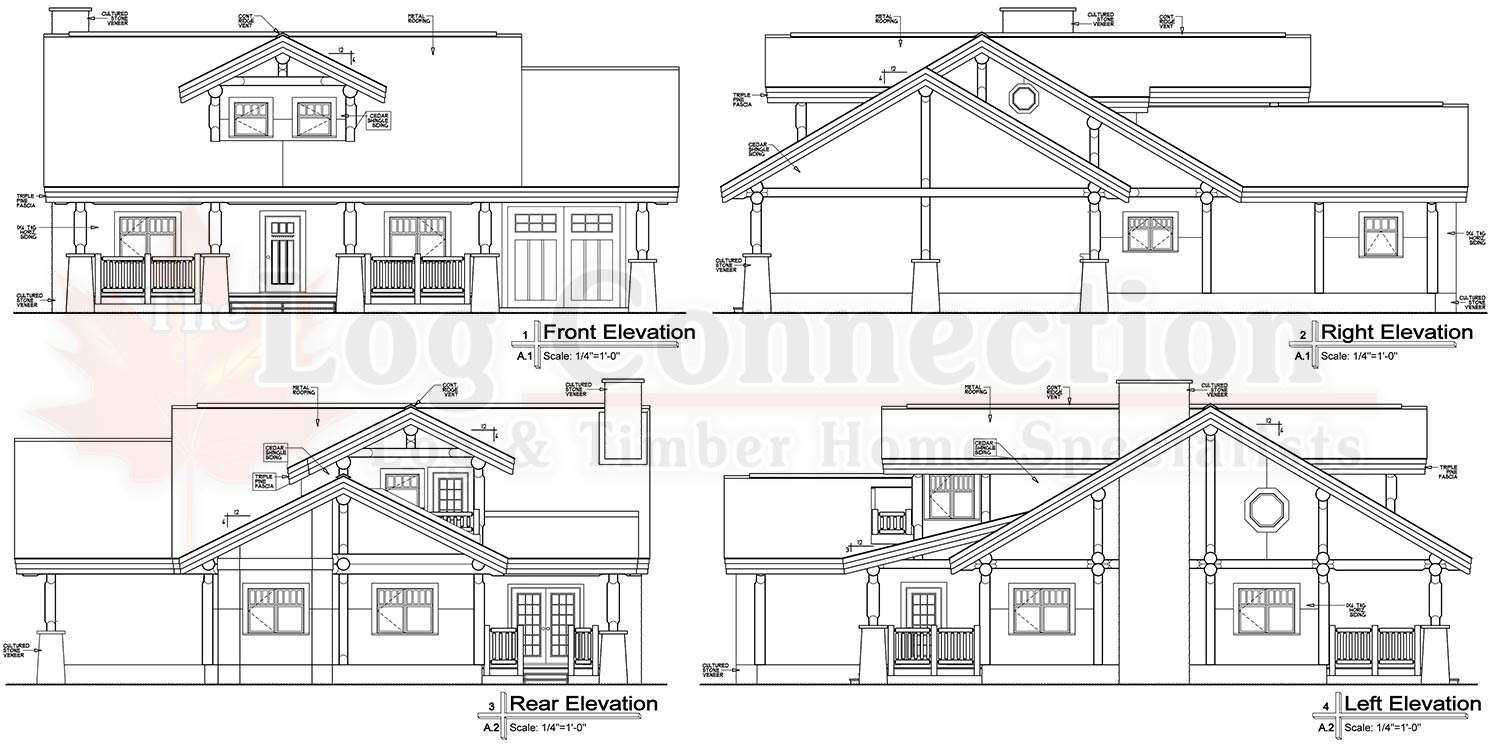 CULTURED
STONE
VENEER
CONT.
RIDGE
VENT
METAL
ROOFING
12
4
CEDAR
SHINGLE
SIDING
TRIPLE
PINE
FASCIA
HORIZ
SIDING
CULTURED
STONE
VENEER
1
Front Elevation
A.1
Scale: 1/4"=1'-0"
METAL
ROOFING
CULTURED
STONE
VENEER
CONT.
RIDGE
VENT
12
4
TRIPLE
PINE
FASCIA
CEDAR
SHINGLE
SIDING
HORIZ
SIDING
CULTURED
STONE
VENEER
CULTURED
STONE
VENEER
2
Right Elevation
A.1
Scale: 1/4"=1'-0"
The
Log Connection
Log & Timber Home Specialists
METAL
ROOFING
CONT.
RIDGE
VENT
CULTURED
STONE
VENEER
12
4
CEDAR
SHINGLE
SIDING
TRIPLE
PINE
FASCIA
12
4
CULTURED
STONE
VENEER
3
Rear Elevation
A.2
Scale: 1/4"=1'-0"
METAL
ROOFING
CONT.
RIDGE
VENT
CULTURED
STONE
VENEER
12
4
CEDAR
SHINGLE
SIDING
TRIPLE
PINE
FASCIA
12
3
HORIZ
SIDING
CULTURED
STONE
VENEER
4
Left Elevation
A.2
Scale: 1/4"=1'-0"